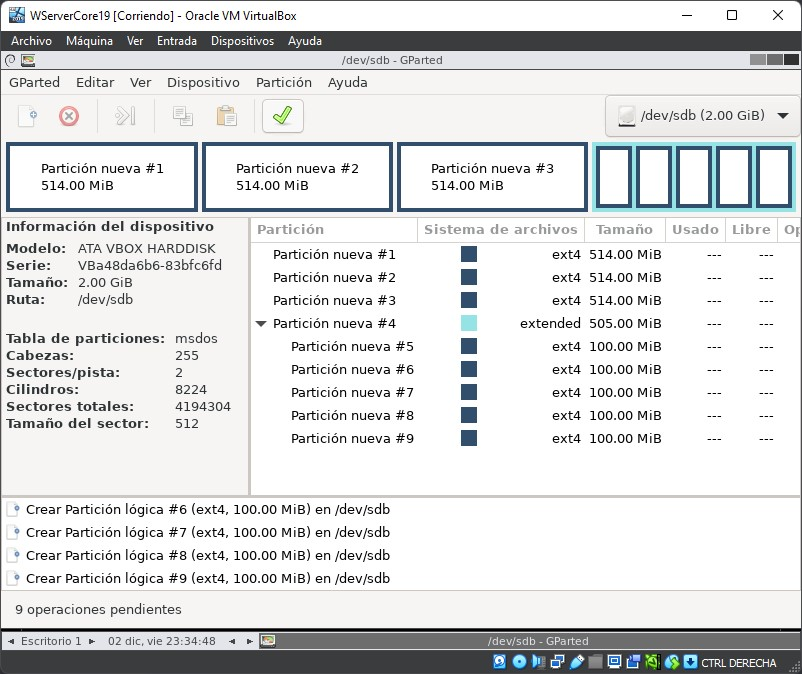 WServerCore19 [Corriendo] - Oracle VM VirtualBox
Archivo Máquina Ver Entrada Dispositivos Ayuda
/dev/sdb - GParted
GParted Editar Ver Dispositivo Partición Ayuda
/dev/sdb (2.00 GiB)
Partición nueva #1
514.00 MiB
Partición nueva #2
514.00 MiB
Partición nueva #3
514.00 MiB
Información del dispositivo
Modelo: ATA VBOX HARDDISK
Serie: VBa48da6b6-83bfc6fd
Tamaño: 2.00 GiB
Ruta: /dev/sdb
Tabla de particiones: msdos
Cabezas: 255
Sectores/pista: 2
Cilindros: 8224
Sectores totales: 4194304
Tamaño del sector: 512
Partición Sistema de archivos Tamaño Usado Libre Op
Partición nueva #1 ext4 514.00 MiB --- ---
Partición nueva #2 ext4 514.00 MiB --- ---
Partición nueva #3 ext4 514.00 MiB --- ---
Partición nueva #4 extended 505.00 MiB --- ---
Partición nueva #5 ext4 100.00 MiB --- ---
Partición nueva #6 ext4 100.00 MiB --- ---
Partición nueva #7 ext4 100.00 MiB --- ---
Partición nueva #8 ext4 100.00 MiB --- ---
Partición nueva #9 ext4 100.00 MiB --- ---
Crear Partición lógica #6 (ext4, 100.00 MiB) en /dev/sdb
Crear Partición lógica #7 (ext4, 100.00 MiB) en /dev/sdb
Crear Partición lógica #8 (ext4, 100.00 MiB) en /dev/sdb
Crear Partición lógica #9 (ext4, 100.00 MiB) en /dev/sdb
9 operaciones pendientes
Escritorio 1 02 dic, vie 23:34:48 /dev/sdb - GParted
CTRL DERECHA